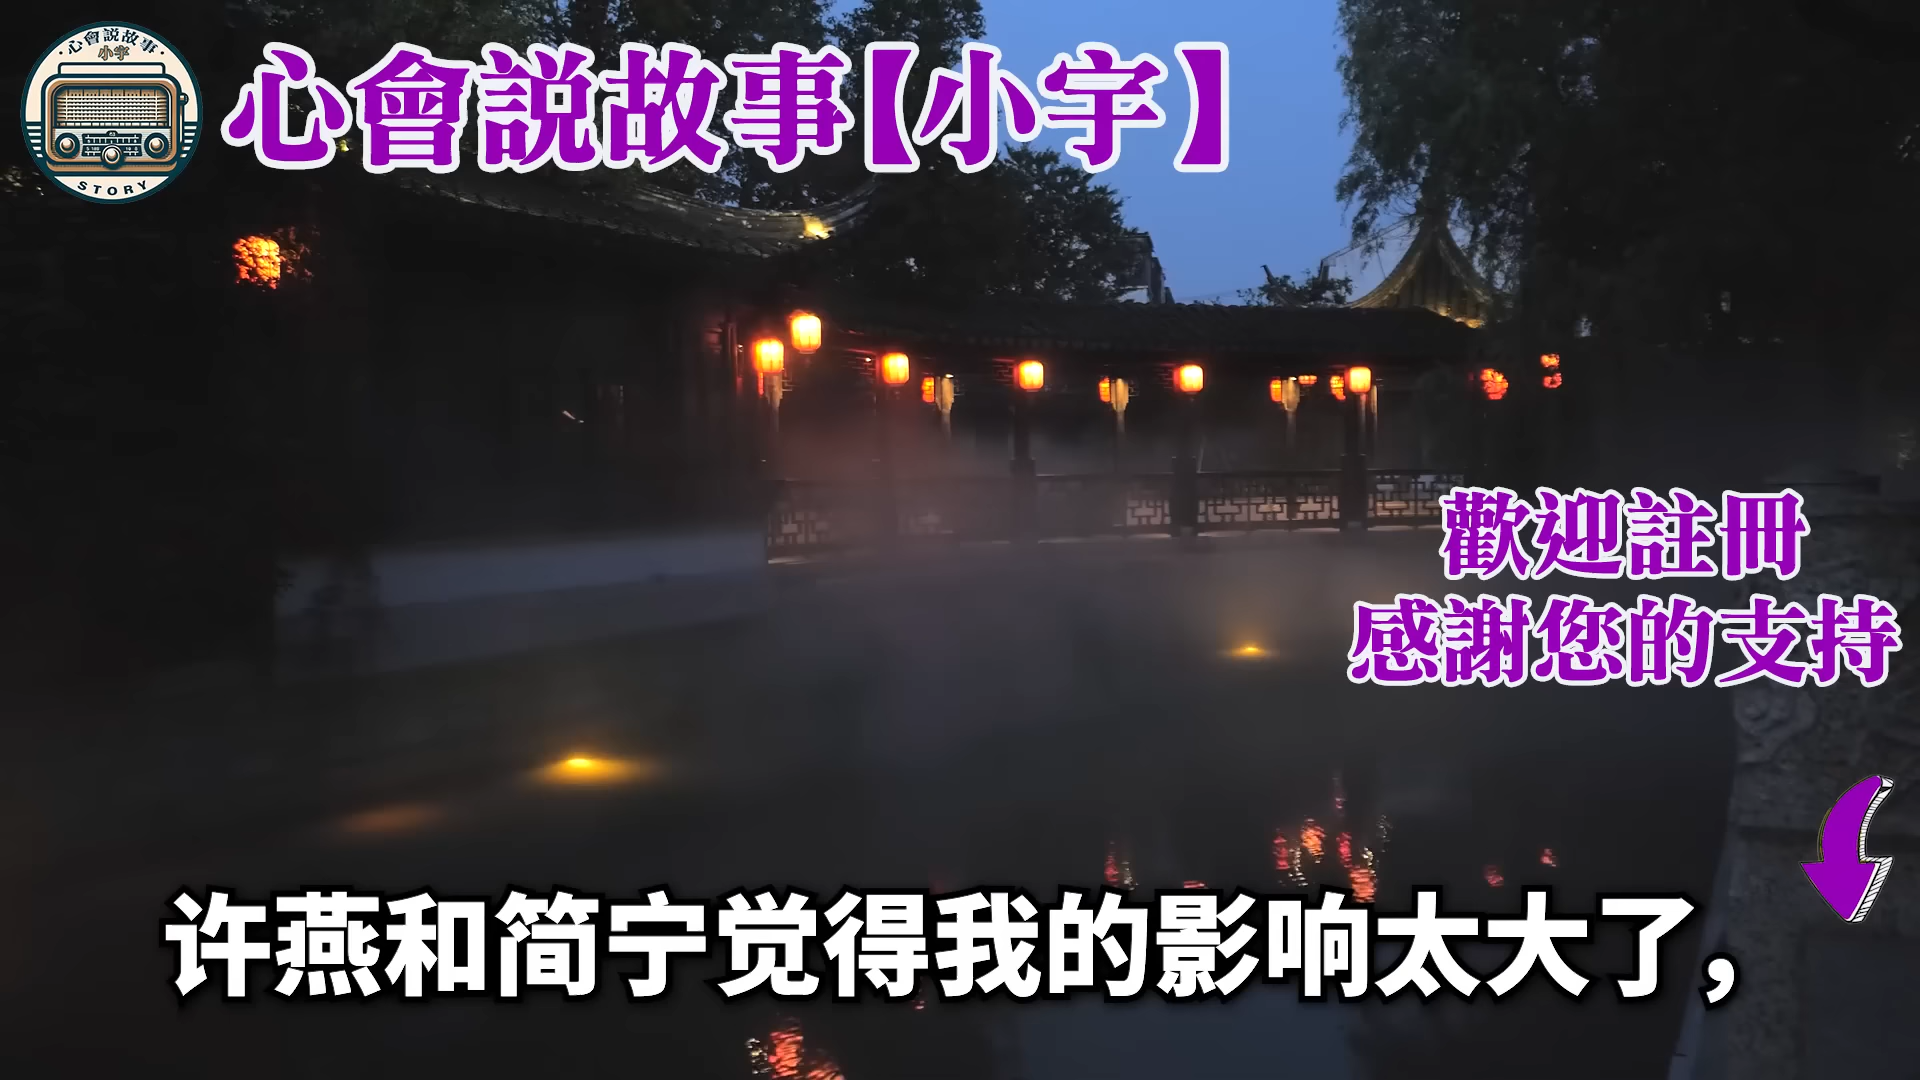 ·心會説故事·
小宇
STORY
心會説故事【小宇】
歡迎註冊
感謝您的支持
许燕和简宁觉得我的影响太大了，